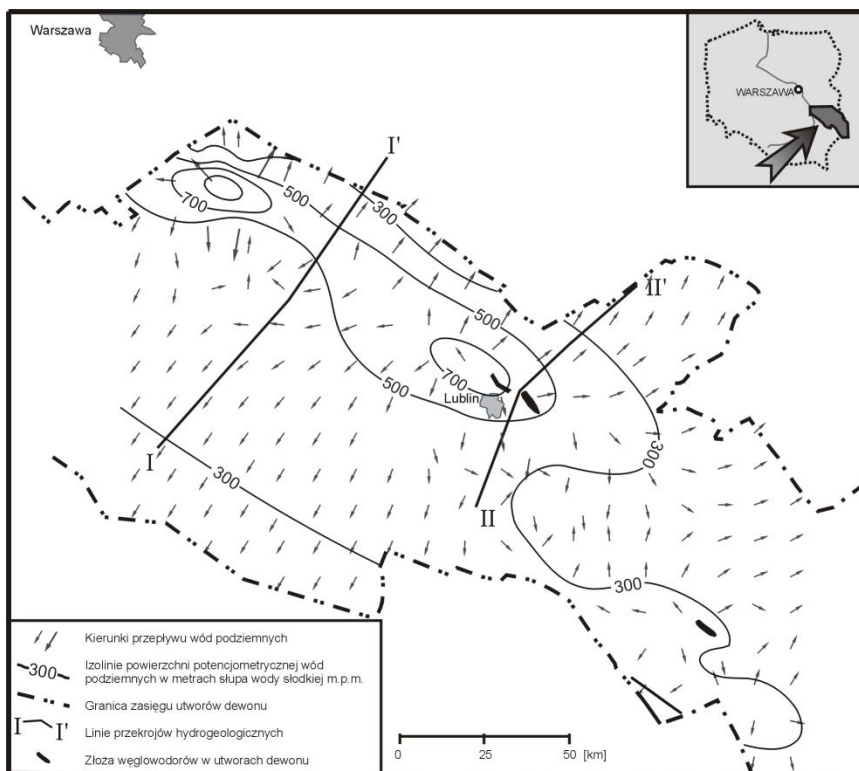 Warszawa
WARSZAWA
I'
700
500
300
II'
500
700
500
Lublin
300
I
300
II
300
Kierunki przepływu wód podziemnych
300
Izolinie powierzchni potencjometrycznej wód
podziemnych w metrach słupa wody słodkiej m.p.m.
Granica zasięgu utworów dewonu
I I'
Linie przekrojów hydrogeologicznych
Złoża węglowodorów w utworach dewonu
0 25 50 [km]